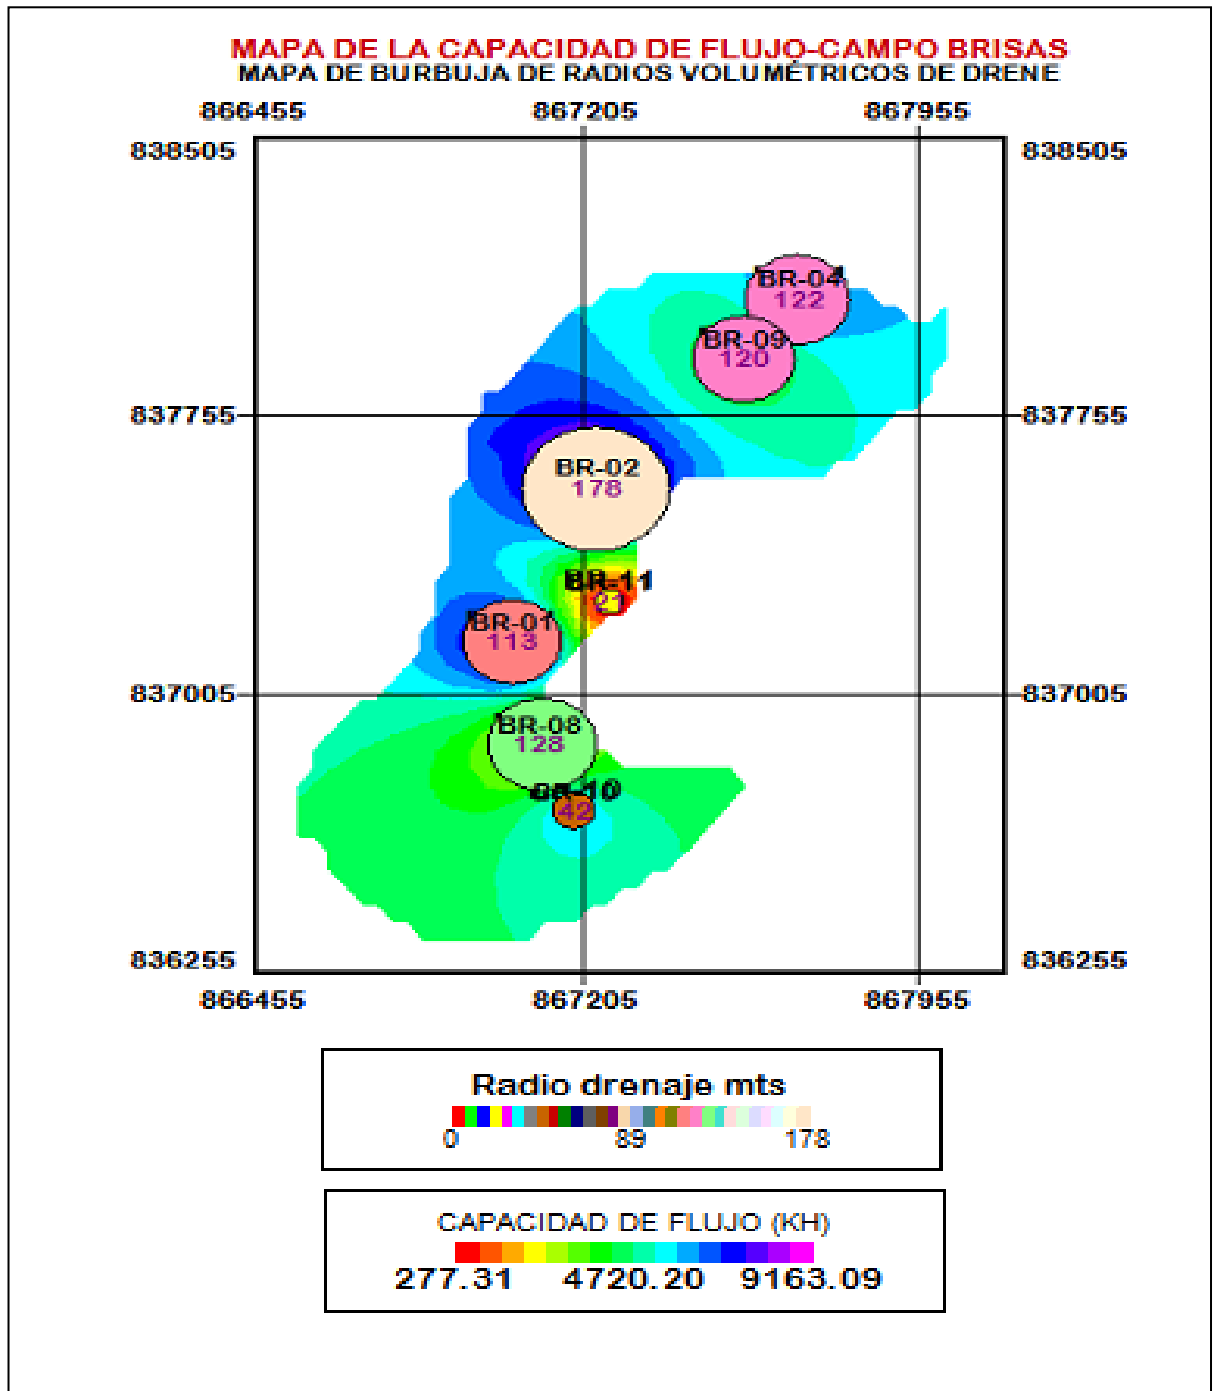 MAPA DE LA CAPACIDAD DE FLUJO-CAMPO BRISAS
MAPA DE BURBUJA DE RADIOS VOLUMÉTRICOS DE DRENE
866455 867205 867955
838505 838505
BR-04
122
BR-09
120
837755 837755
BR-02
178
BR-11
21
BR-01
113
837005 837005
BR-08
128
BR-10
42
836255 836255
866455 867205 867955
Radio drenaje mts
0 89 178
CAPACIDAD DE FLUJO (KH)
277.31 4720.20 9163.09